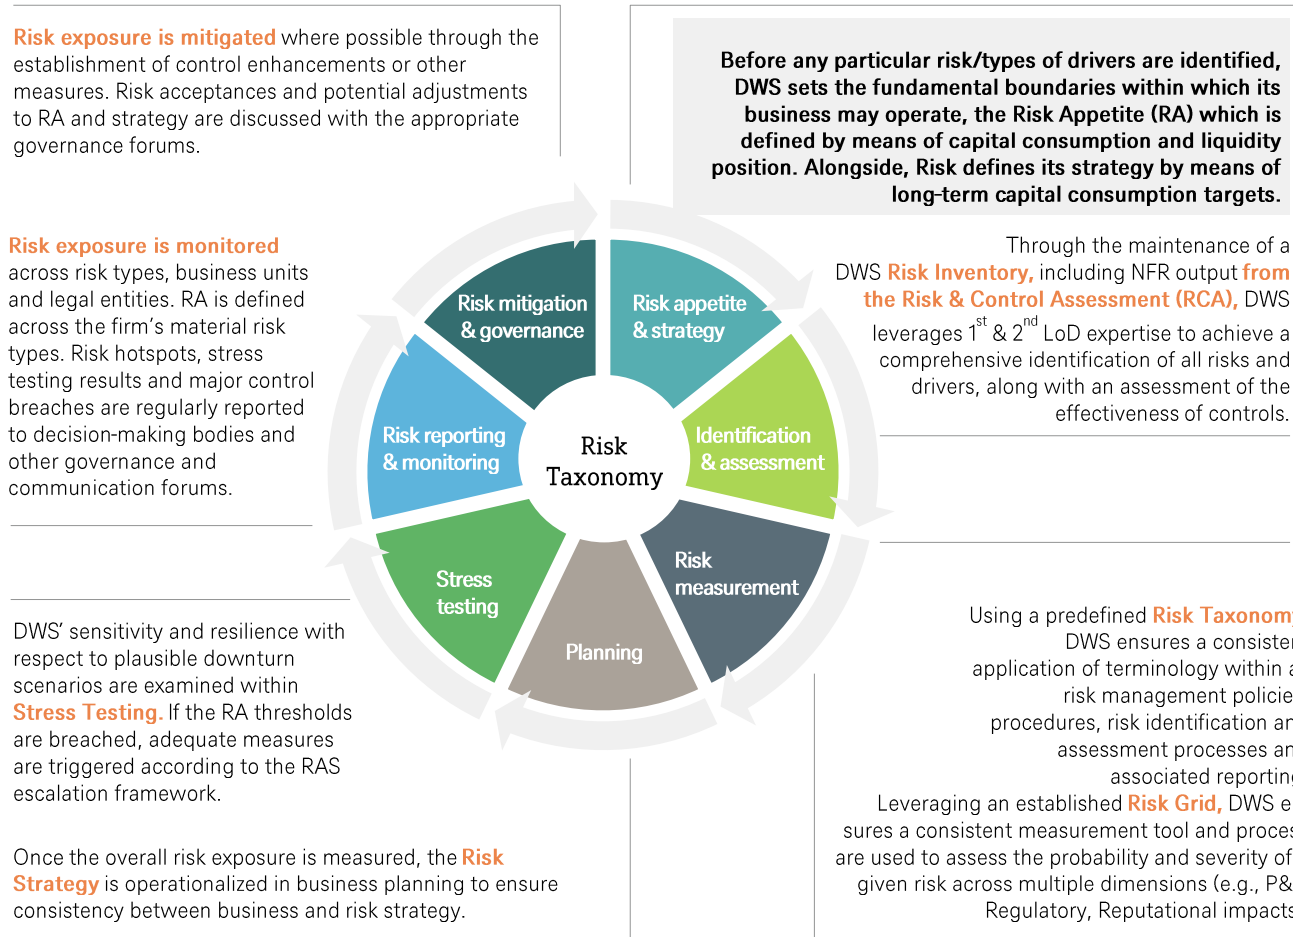 Risk exposure is mitigated where possible through the
establishment of control enhancements or other
measures. Risk acceptances and potential adjustments
to RA and strategy are discussed with the appropriate
governance forums.
Before any particular risk/types of drivers are identified,
DWS sets the fundamental boundaries within which its
business may operate, the Risk Appetite (RA) which is
defined by means of capital consumption and liquidity
position. Alongside, Risk defines its strategy by means of
long-term capital consumption targets.
Risk exposure is monitored
across risk types, business units
and legal entities. RA is defined
across the firm's material risk
types. Risk hotspots, stress
testing results and major control
breaches are regularly reported
to decision-making bodies and
other governance and
communication forums.
Through the maintenance of a
DWS Risk Inventory, including NFR output from
the Risk & Control Assessment (RCA), DWS
leverages 1st & 2nd LoD expertise to achieve a
comprehensive identification of all risks and
drivers, along with an assessment of the
effectiveness of controls.
Risk mitigation
& governance
Risk appetite
& strategy
Risk reporting
& monitoring
Risk
Taxonomy
Identification
& assessment
Stress
testing
Planning
Risk
measurement
DWS' sensitivity and resilience with
respect to plausible downturn
scenarios are examined within
Stress Testing. If the RA thresholds
are breached, adequate measures
are triggered according to the RAS
escalation framework.
Using a predefined Risk Taxonomy
DWS ensures a consisten
application of terminology within a
risk management policie
procedures, risk identification an
assessment processes an
associated reporting
Leveraging an established Risk Grid, DWS e
sures a consistent measurement tool and proces
are used to assess the probability and severity of
given risk across multiple dimensions (e.g., P&
Regulatory, Reputational impacts
Once the overall risk exposure is measured, the Risk
Strategy is operationalized in business planning to ensure
consistency between business and risk strategy.